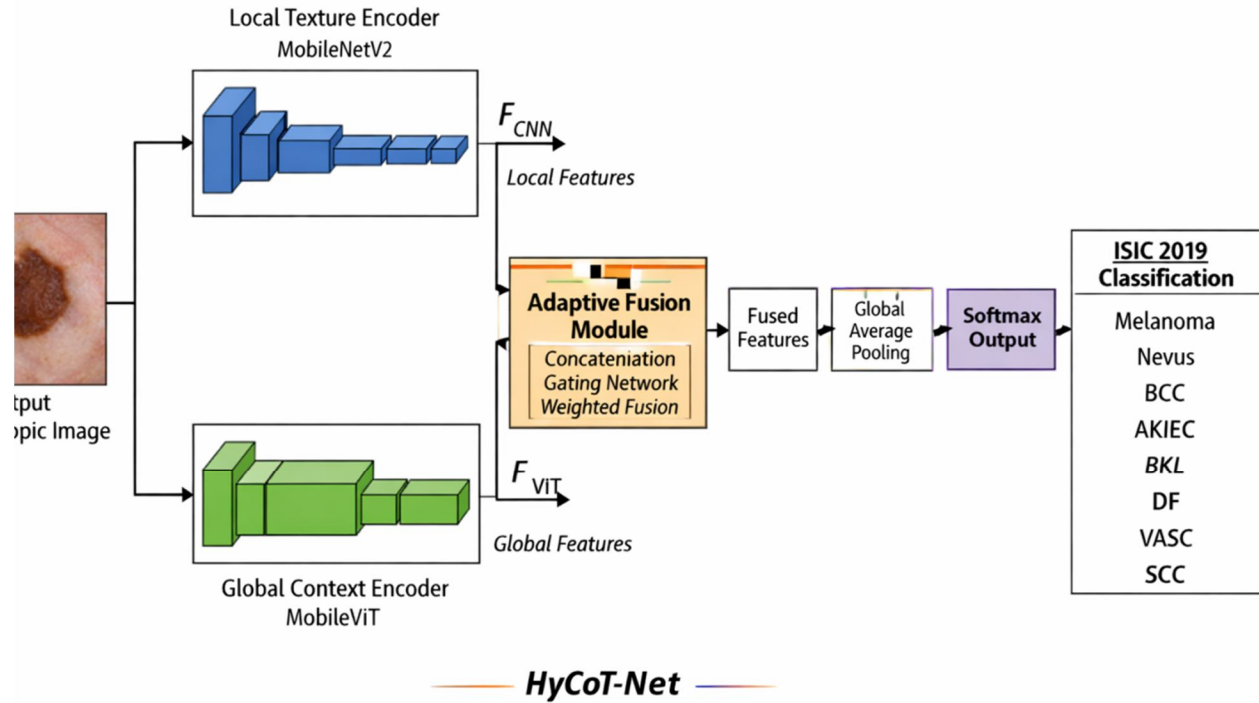 Local Texture Encoder
MobileNetV2
F CNN
Local Features
tput
opic Image
Adaptive Fusion
Module
Concateniation
Gating Network
Weighted Fusion
Fused
Features
Global
Average
Pooling
Softmax
Output
ISIC 2019
Classification
Melanoma
Nevus
BCC
AKIEC
BKL
DF
VASC
SCC
F ViT
Global Features
Global Context Encoder
MobileViT
HyCoT-Net